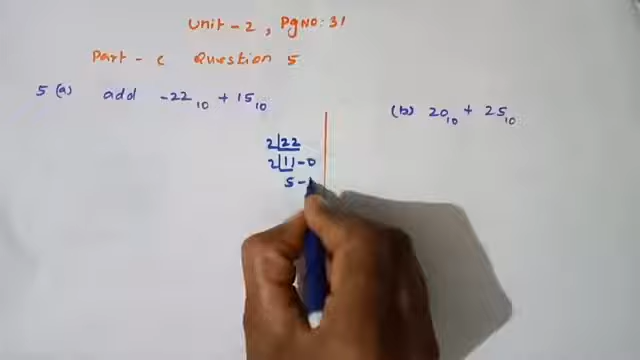 Unit - 2, Pg No: 31
Part - c Question 5
5 (a) add -22₁₀ + 15₁₀
(b) 20₁₀ + 25₁₀
2 | 22
2 | 11 - 0
5 -